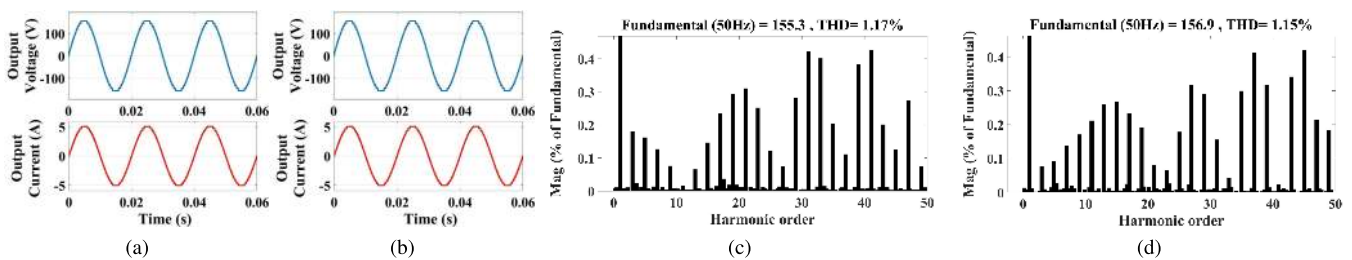 Output
Voltage (V)
100
0
-100
0
0.02
0.04
0.06
Output
Current (A)
5
0
-5
0
0.02
0.04
0.06
Time (s)
(a)
Output
Voltage (V)
100
0
-100
0
0.02
0.04
0.06
Output
Current (A)
5
0
-5
0
0.02
0.04
0.06
Time (s)
(b)
Fundamental (50Hz) = 155.3 , THD= 1.17%
Mag (% of Fundamental)
0.4
0.3
0.2
0.1
0
0
10
20
30
40
50
Harmonic order
(c)
Fundamental (50Hz) = 156.9 , THD= 1.15%
Mag (% of Fundamental)
0.4
0.3
0.2
0.1
0
0
10
20
30
40
50
Harmonic order
(d)